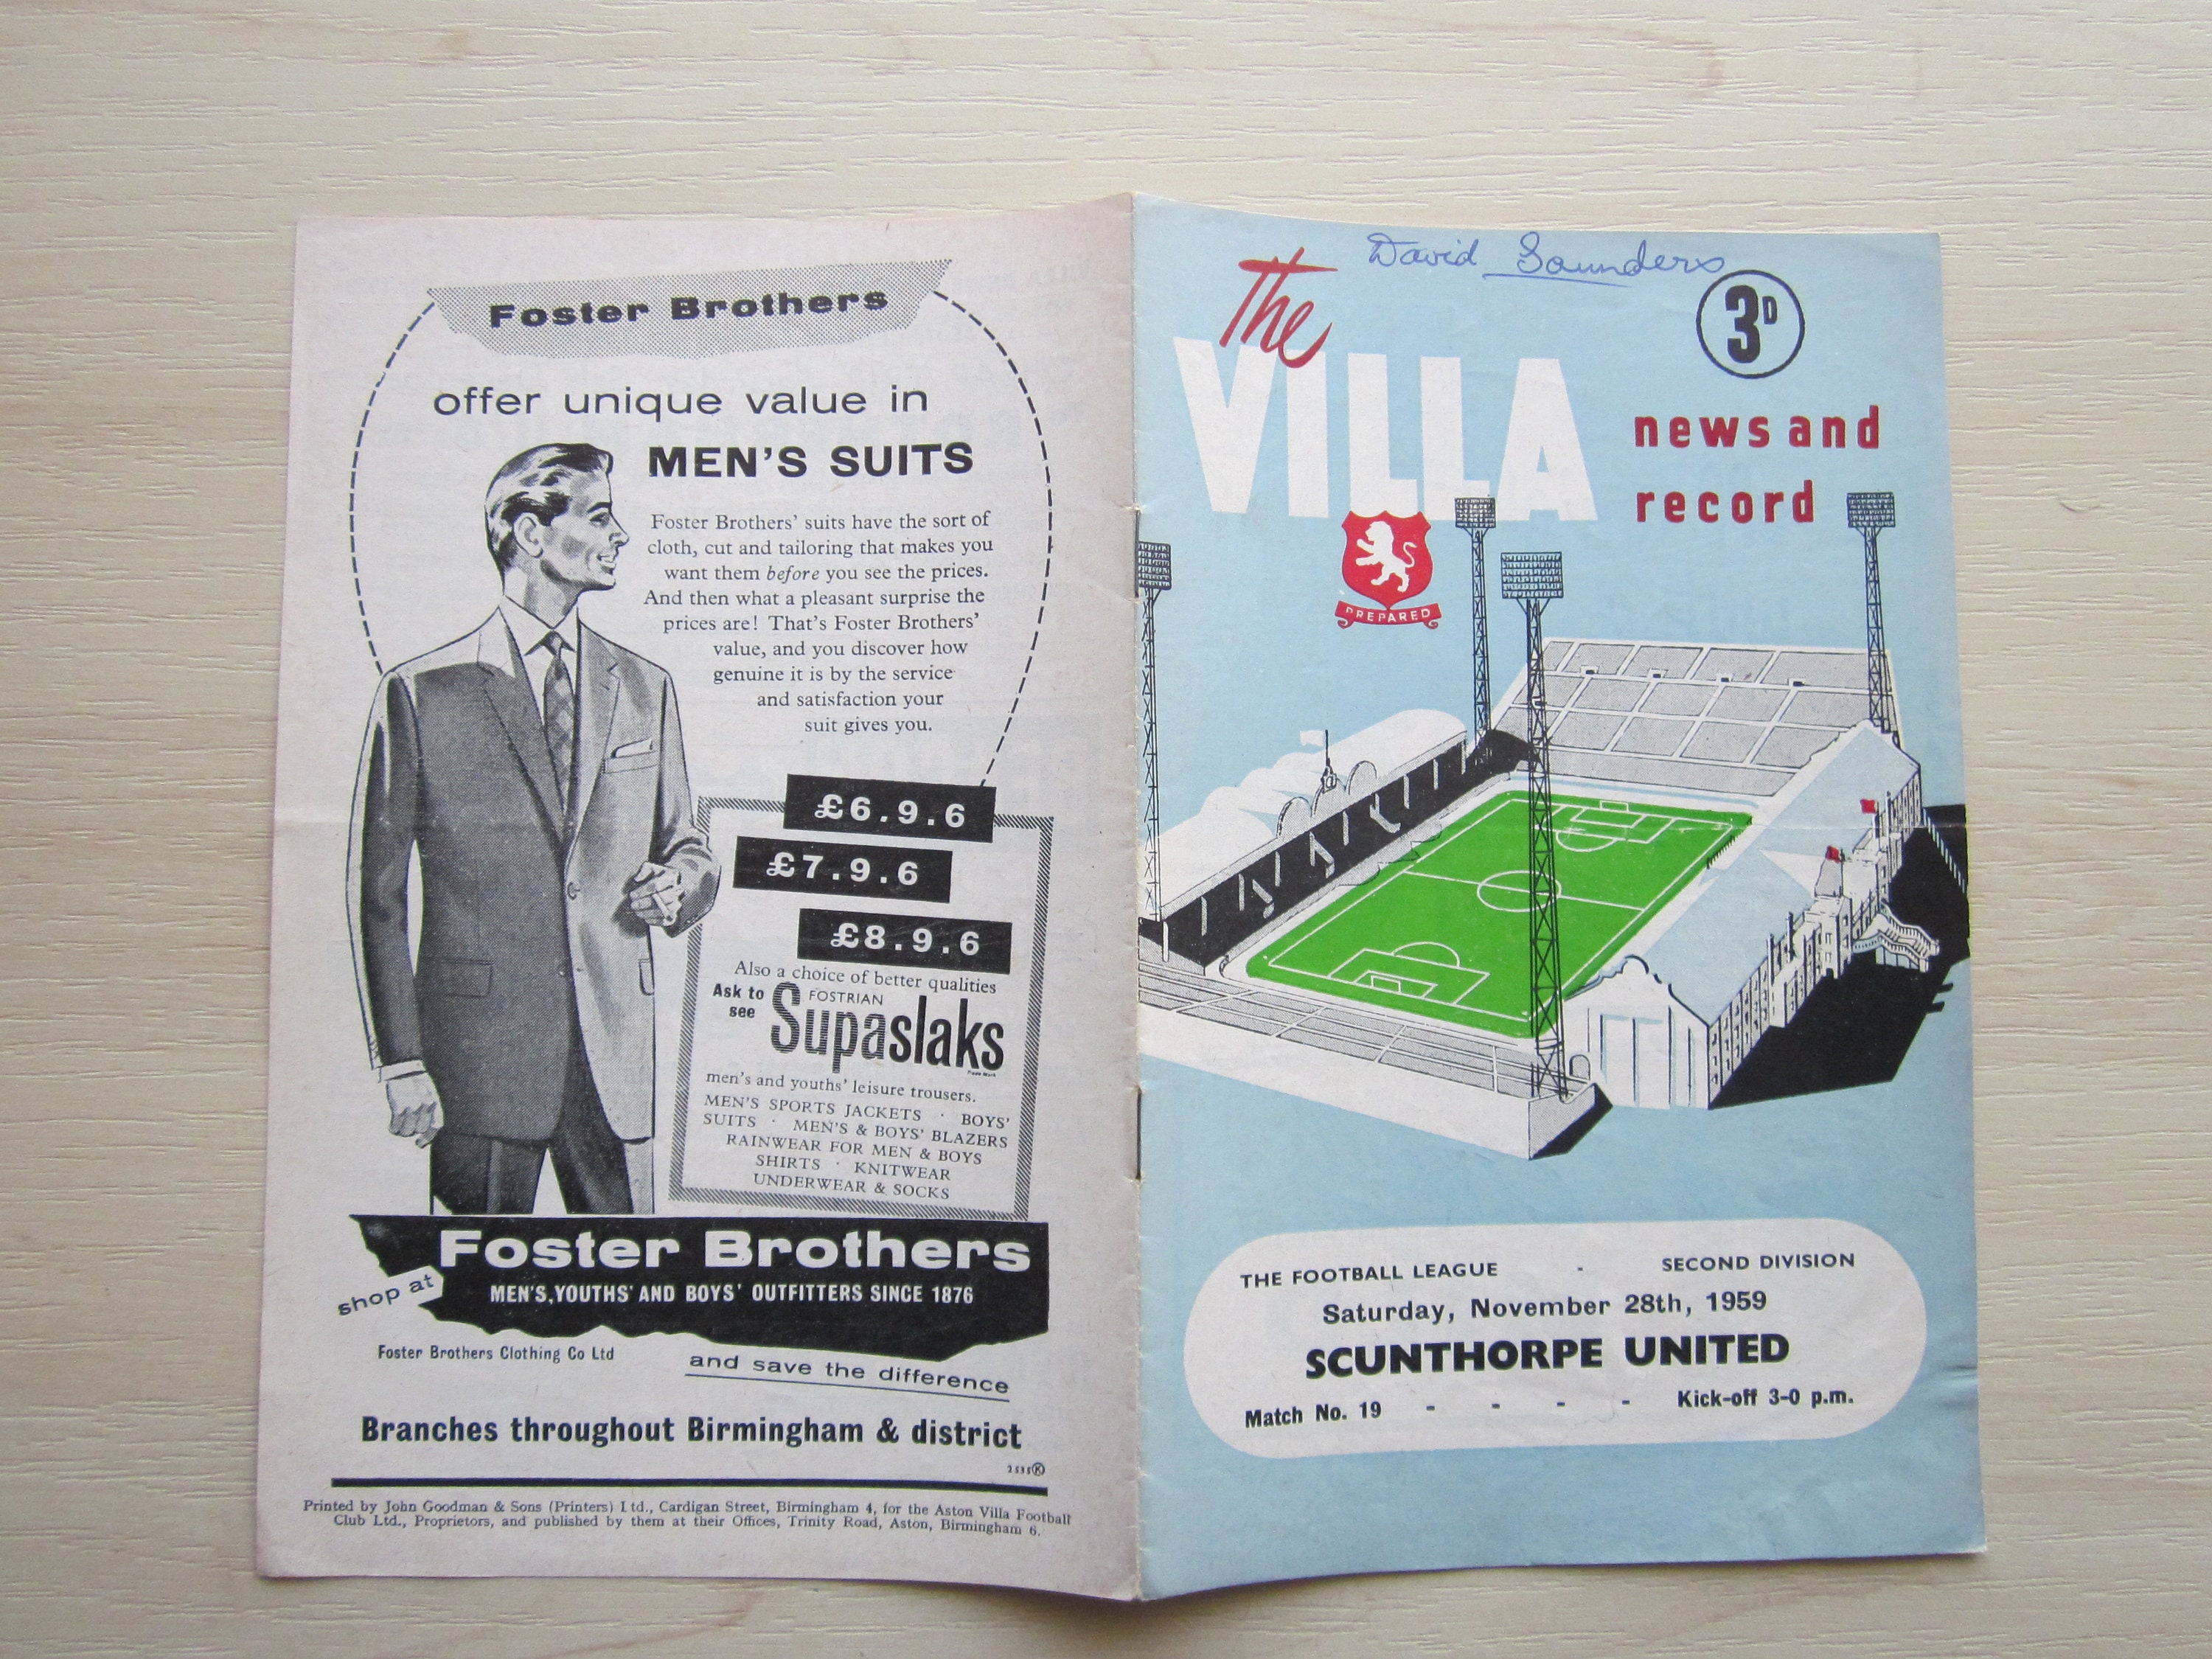 Foster Brothers
offer unique value in
MEN'S SUITS
Foster Brothers' suits have the sort of
cloth, cut and tailoring that makes you
want them before you see the prices.
And then what a pleasant surprise the
prices are! That's Foster Brothers'
value, and you discover how
genuine it is by the service
and satisfaction your
suit gives you.
£6.9.6
£7.9.6
£8.9.6
Also a choice of better qualities
Ask to see
FOSTRIAN
Supaslaks
Trade Mark
men's and youths' leisure trousers.
MEN'S SPORTS JACKETS · BOYS'
SUITS · MEN'S & BOYS' BLAZERS
RAINWEAR FOR MEN & BOYS
SHIRTS · KNITWEAR
UNDERWEAR & SOCKS
shop at
Foster Brothers
MEN'S, YOUTHS' AND BOYS' OUTFITTERS SINCE 1876
Foster Brothers Clothing Co Ltd
and save the difference
Branches throughout Birmingham & district
2535 K
Printed by John Goodman & Sons (Printers) Ltd., Cardigan Street, Birmingham 4, for the Aston Villa Football
Club Ltd., Proprietors, and published by them at their Offices, Trinity Road, Aston, Birmingham 6.
David Saunders
3D
The
VILLA
news and
record
PREPARED
THE FOOTBALL LEAGUE - SECOND DIVISION
Saturday, November 28th, 1959
SCUNTHORPE UNITED
Match No. 19 - - - - Kick-off 3-0 p.m.